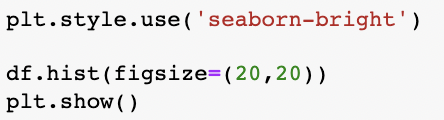 plt.style.use('seaborn-bright')
df.hist(figsize=(20,20))
plt.show()